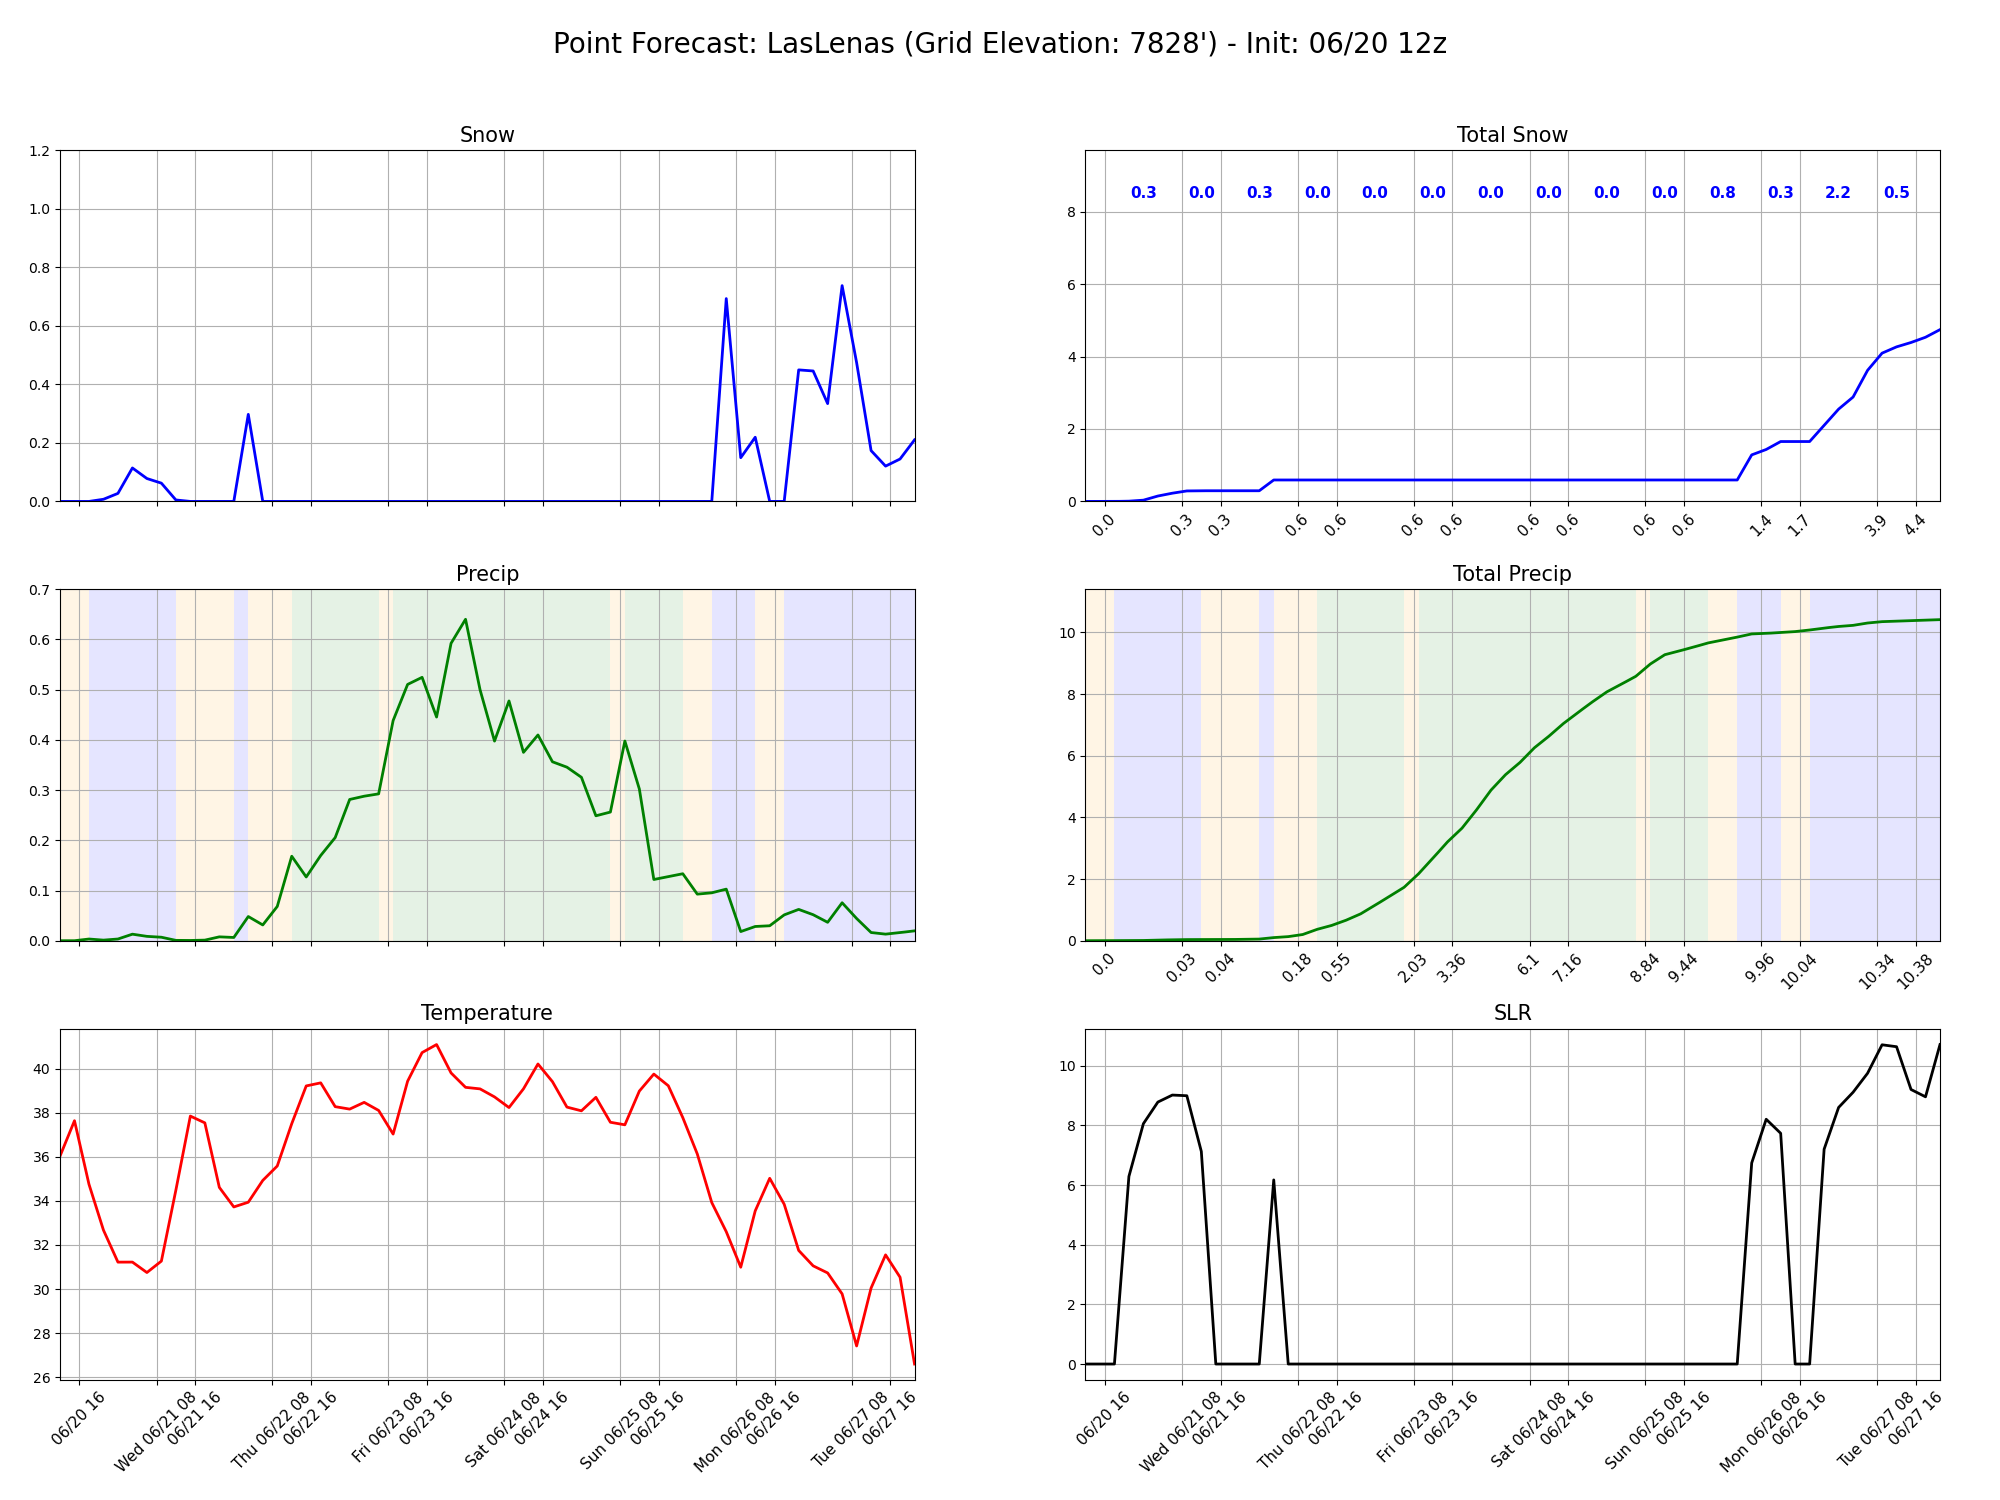 Point Forecast: LasLenas (Grid Elevation: 7828') - Init: 06/20 12z
Snow
1.2
1.0
0.8
0.6
0.4
0.2
0.0
Total Snow
0.3 0.0 0.3 0.0 0.0 0.0 0.0 0.0 0.0 0.0 0.8 0.3 2.2 0.5
8
6
4
2
0
0.0 0.3 0.3 0.6 0.6 0.6 0.6 0.6 0.6 0.6 0.6 1.4 1.7 3.9 4.4
Precip
0.7
0.6
0.5
0.4
0.3
0.2
0.1
0.0
Total Precip
10
8
6
4
2
0
0.0 0.03 0.04 0.18 0.55 2.03 3.36 6.1 7.16 8.84 9.44 9.96 10.04 10.34 10.38
Temperature
40
38
36
34
32
30
28
26
06/20 16
Wed 06/21 08
06/21 16
Thu 06/22 08
06/22 16
Fri 06/23 08
06/23 16
Sat 06/24 08
06/24 16
Sun 06/25 08
06/25 16
Mon 06/26 08
06/26 16
Tue 06/27 08
06/27 16
SLR
10
8
6
4
2
0
06/20 16
Wed 06/21 08
06/21 16
Thu 06/22 08
06/22 16
Fri 06/23 08
06/23 16
Sat 06/24 08
06/24 16
Sun 06/25 08
06/25 16
Mon 06/26 08
06/26 16
Tue 06/27 08
06/27 16